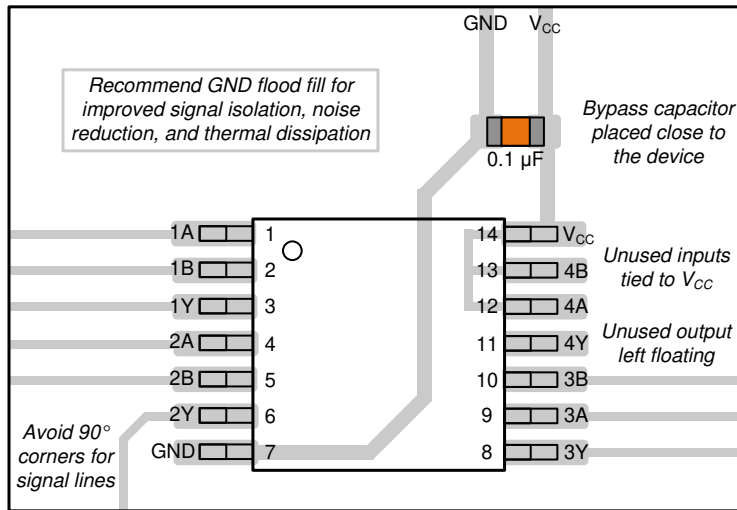 GND VCC
Recommend GND flood fill for
improved signal isolation, noise
reduction, and thermal dissipation
Bypass capacitor
placed close to
the device
0.1 µF
1A 1 14 VCC
1B 2 13 4B
Unused inputs
tied to VCC
1Y 3 12 4A
2A 4 11 4Y
Unused output
left floating
2B 5 10 3B
2Y 6 9 3A
Avoid 90°
corners for
signal lines
GND 7 8 3Y